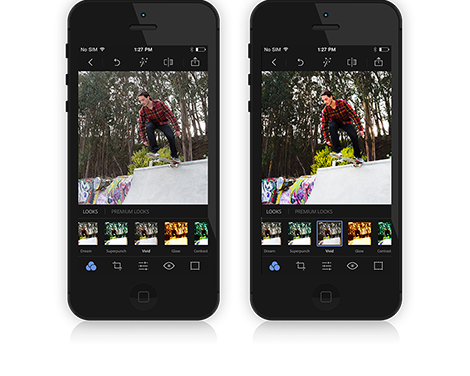 No SIM 1:27 PM
LOOKS PREMIUM LOOKS
Dream Superpunch Vivid Glow Contrast
No SIM 1:27 PM
LOOKS PREMIUM LOOKS
Dream Superpunch Vivid Glow Contrast